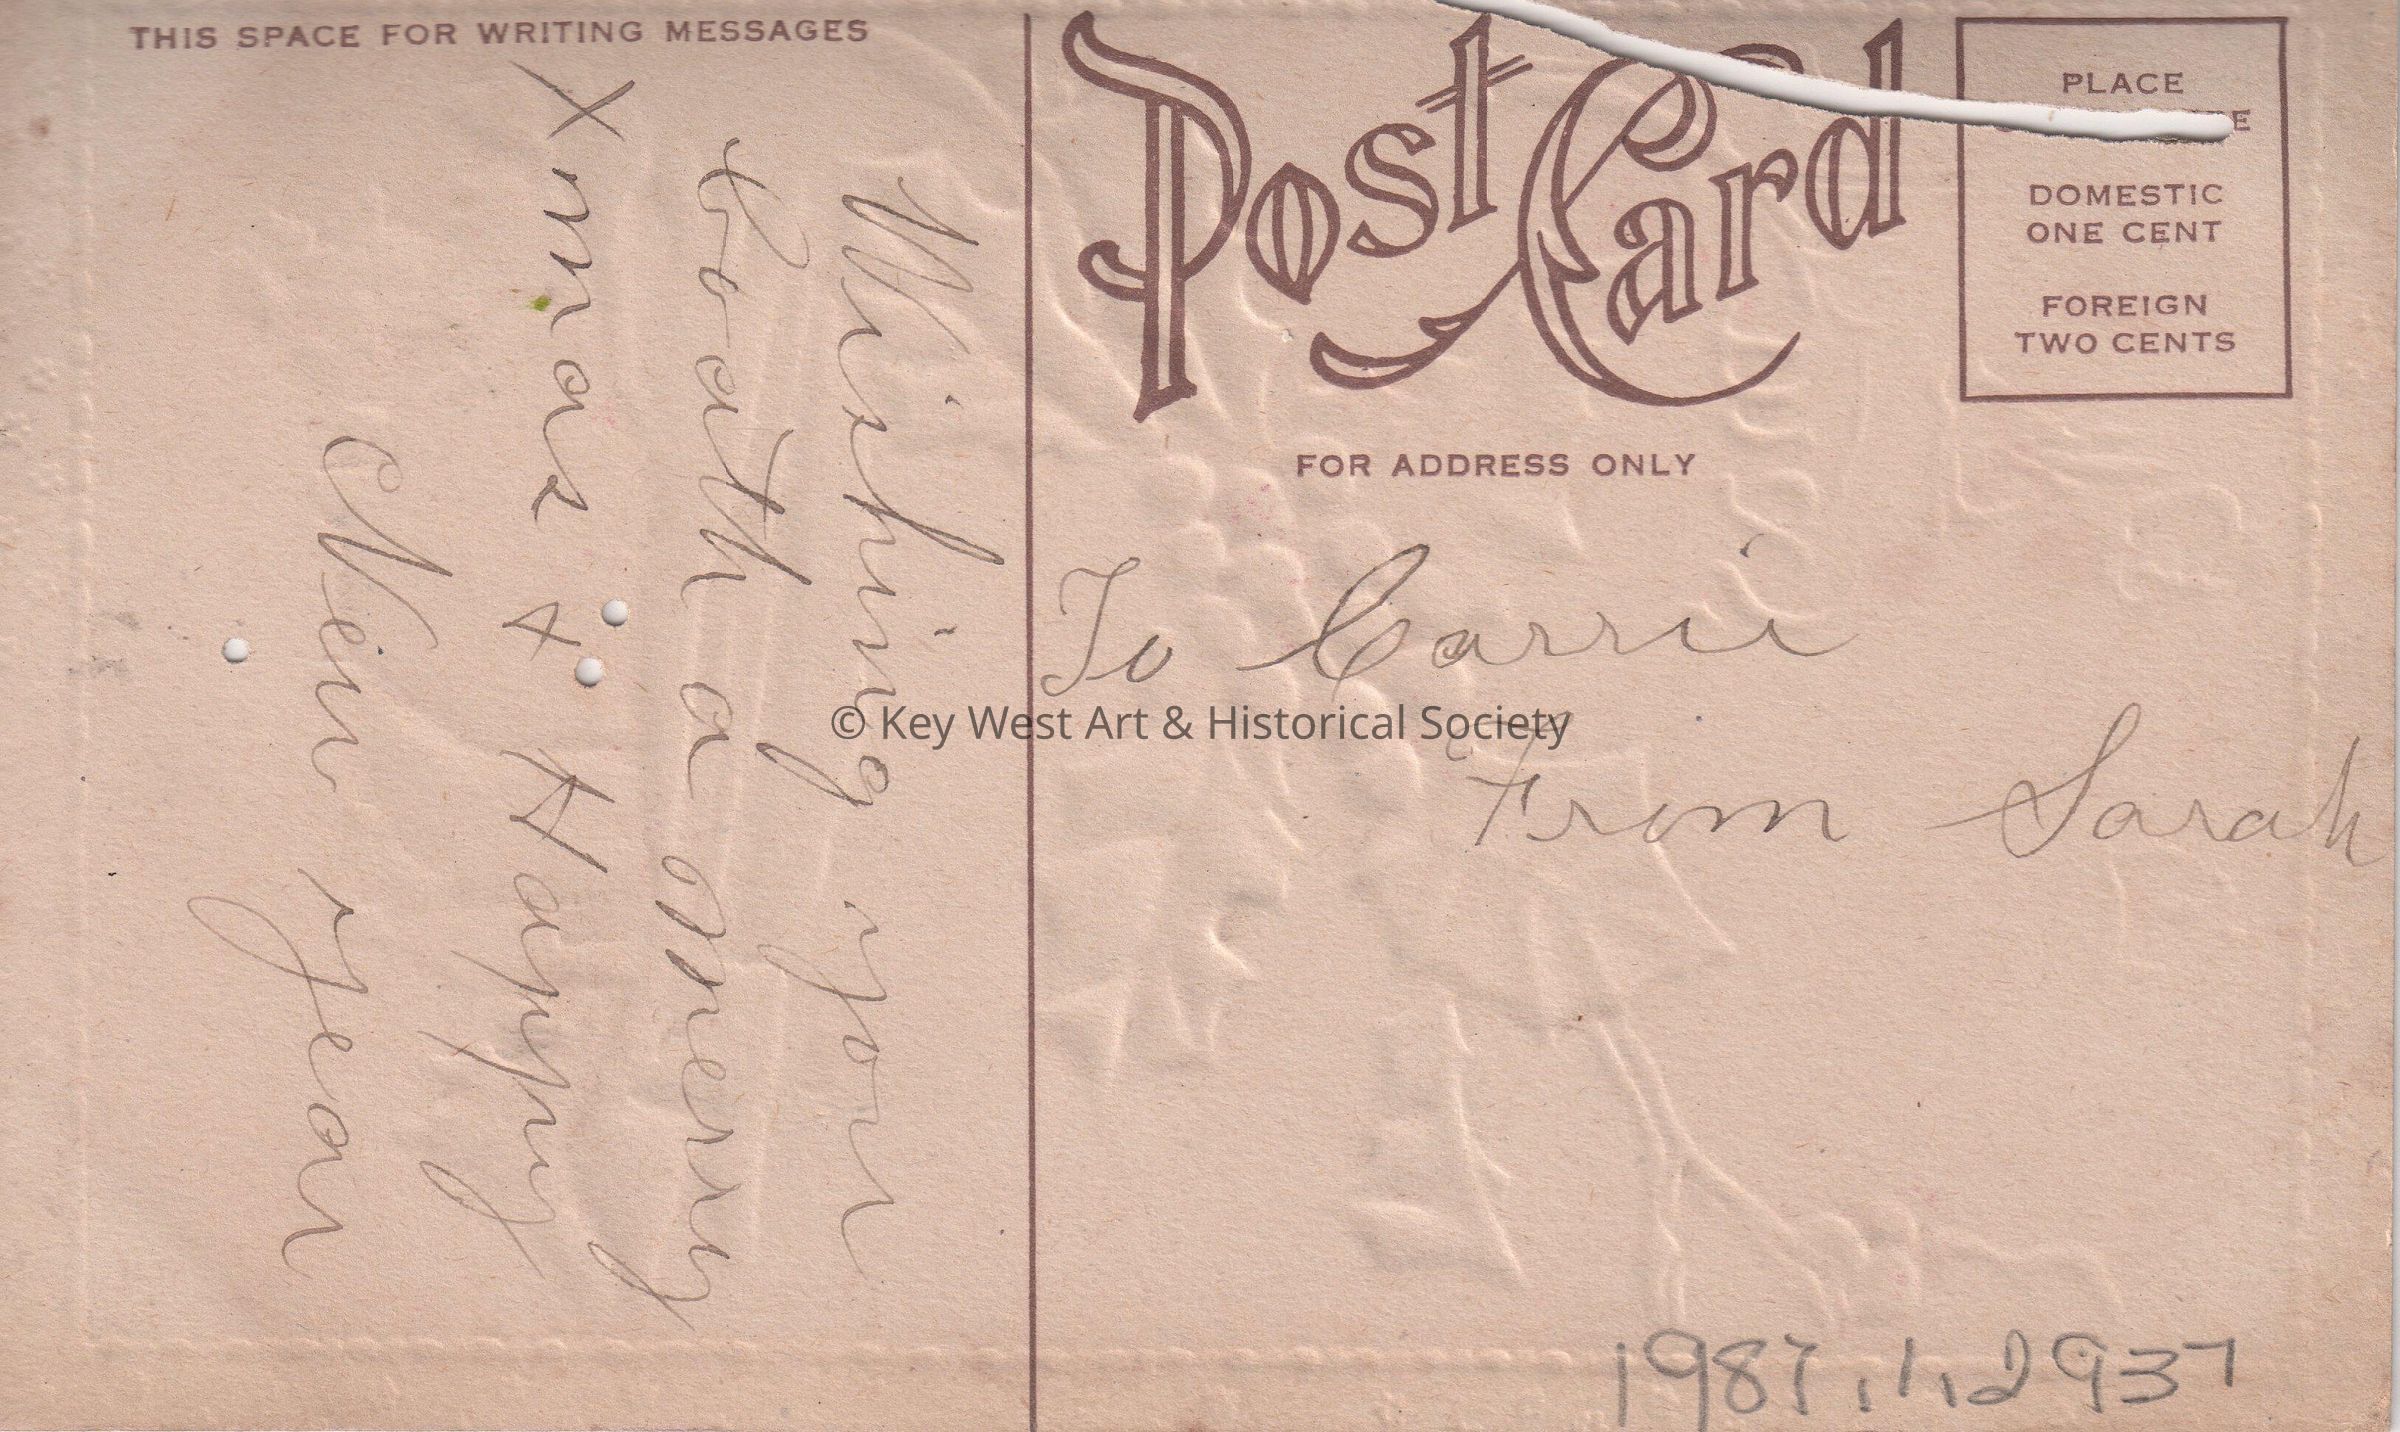 THIS SPACE FOR WRITING MESSAGES
Wishing you
boath a Merry
Xmas + Happy
New year
Post Card
PLACE
DOMESTIC
ONE CENT
FOREIGN
TWO CENTS
FOR ADDRESS ONLY
To Carrie
From Sarah
© Key West Art & Historical Society
1987.1.2937